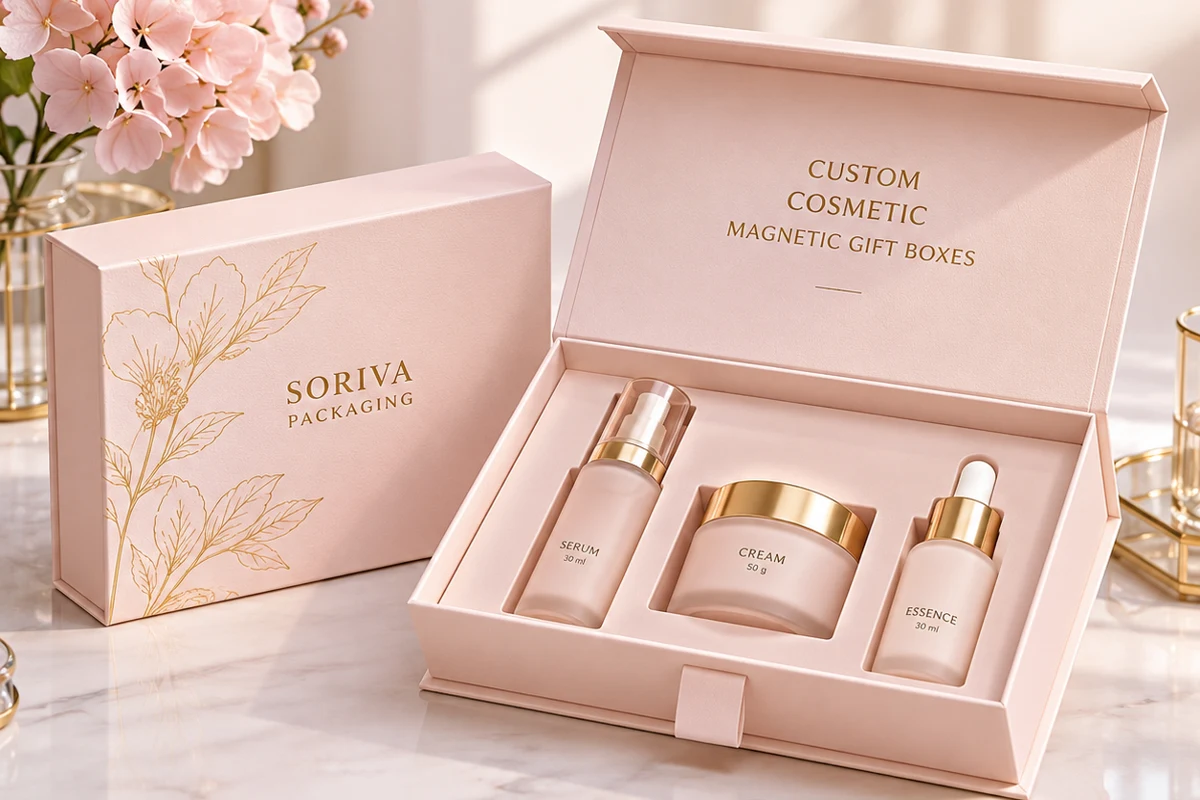 SORIVA
PACKAGING
CUSTOM
COSMETIC
MAGNETIC GIFT BOXES
SERUM
30 ml
CREAM
50 g
ESSENCE
30 ml